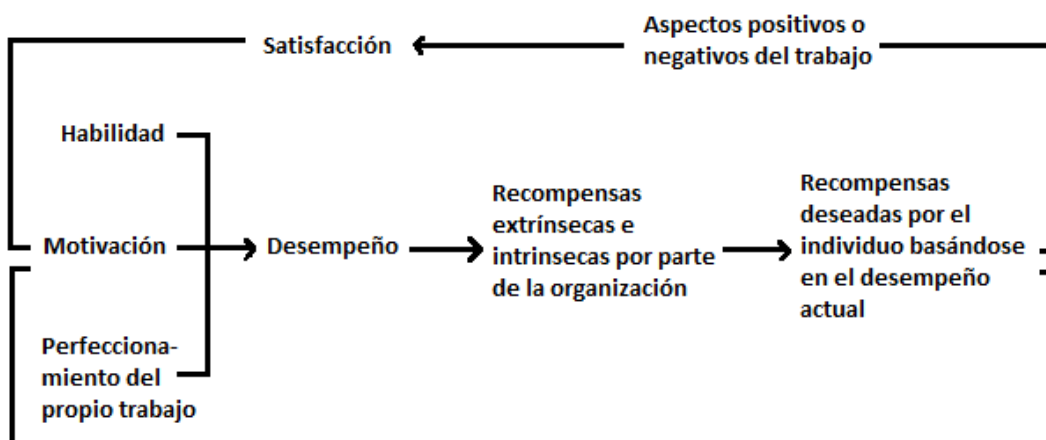 Satisfacción
Aspectos positivos o
negativos del trabajo
Habilidad
Motivación
Desempeño
Recompensas
extrínsecas e
intrinsecas por parte
de la organización
Recompensas
deseadas por el
individuo basándose
en el desempeño
actual
Perfecciona-
miento del
propio trabajo